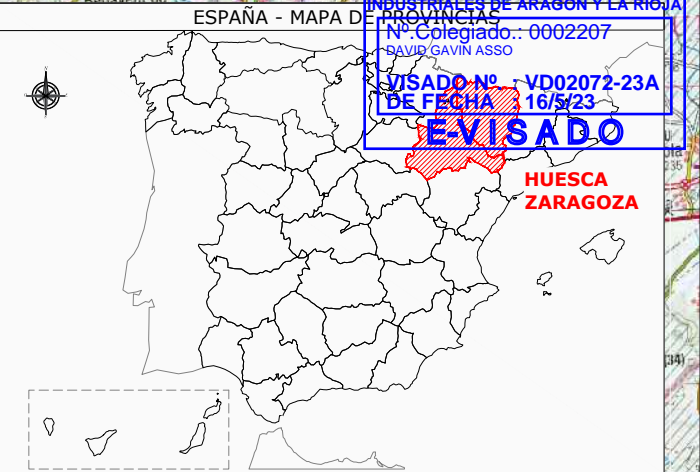 INDUSTRIALES DE ARAGÓN Y LA RIOJA
ESPAÑA - MAPA DE PROVINCIAS
Nº.Colegiado.: 0002207
DAVID GAVIN ASSO
VISADO Nº : VD02072-23A
DE FECHA : 16/5/23
E-VISADO
HUESCA
ZARAGOZA